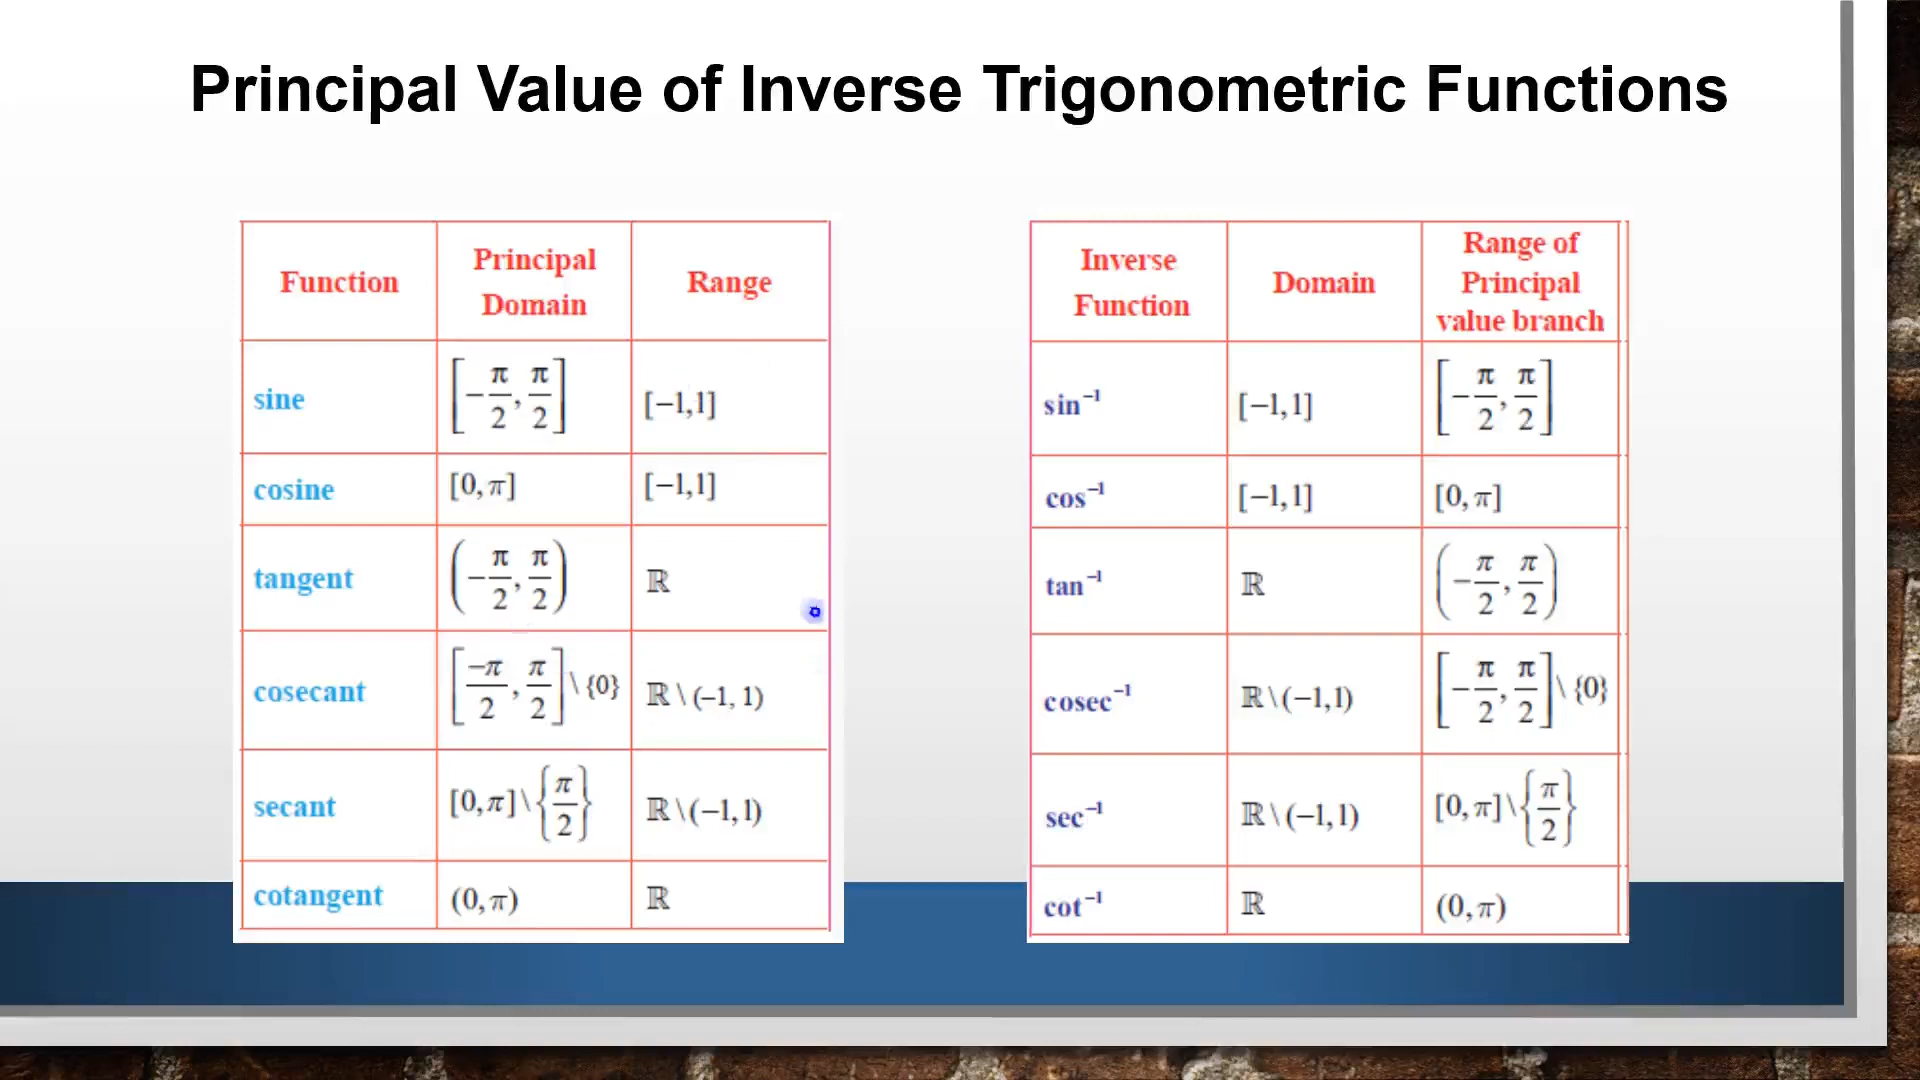 Principal Value of Inverse Trigonometric Functions
Function | Principal Domain | Range
sine | [−π/2, π/2] | [−1,1]
cosine | [0, π] | [−1,1]
tangent | (−π/2, π/2) | ℝ
cosecant | [−π/2, π/2] \ {0} | ℝ \ (−1, 1)
secant | [0, π] \ {π/2} | ℝ \ (−1, 1)
cotangent | (0, π) | ℝ
Inverse Function | Domain | Range of Principal value branch
sin⁻¹ | [−1,1] | [−π/2, π/2]
cos⁻¹ | [−1,1] | [0, π]
tan⁻¹ | ℝ | (−π/2, π/2)
cosec⁻¹ | ℝ \ (−1,1) | [−π/2, π/2] \ {0}
sec⁻¹ | ℝ \ (−1, 1) | [0, π] \ {π/2}
cot⁻¹ | ℝ | (0, π)